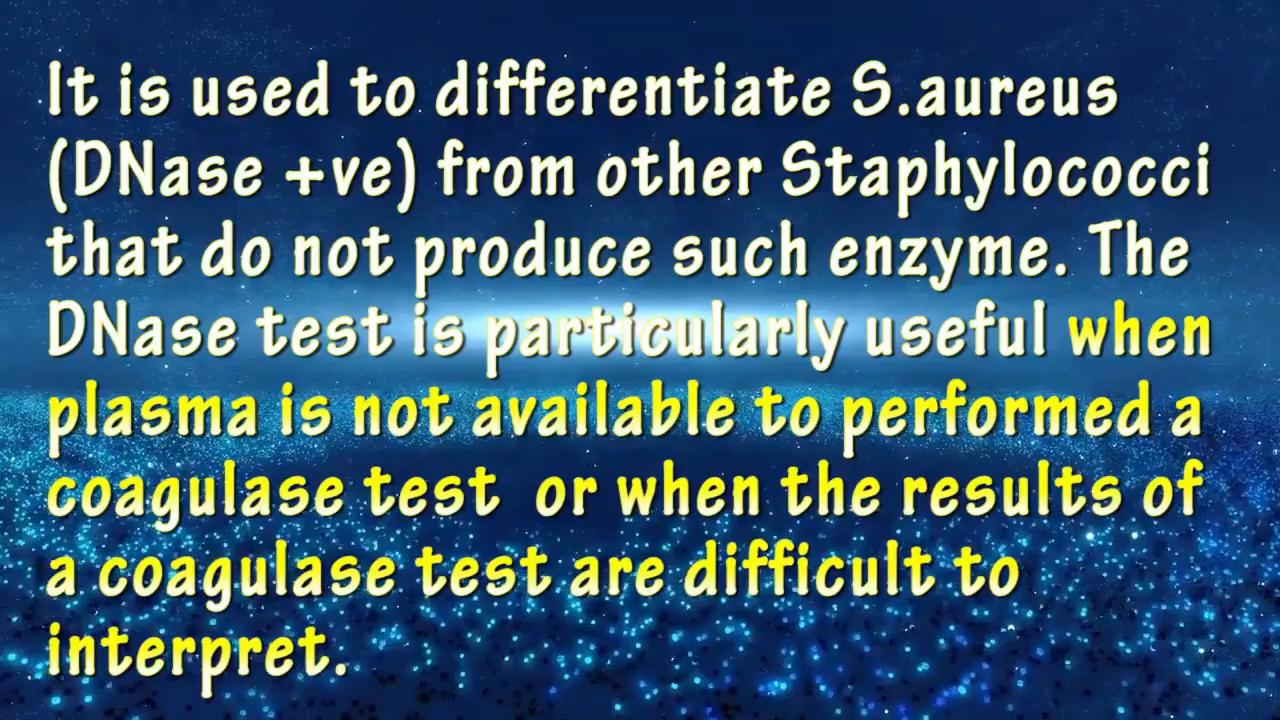 It is used to differentiate S.aureus
(DNase +ve) from other Staphylococci
that do not produce such enzyme. The
DNase test is particularly useful when
plasma is not available to performed a
coagulase test  or when the results of
a coagulase test are difficult to
interpret.